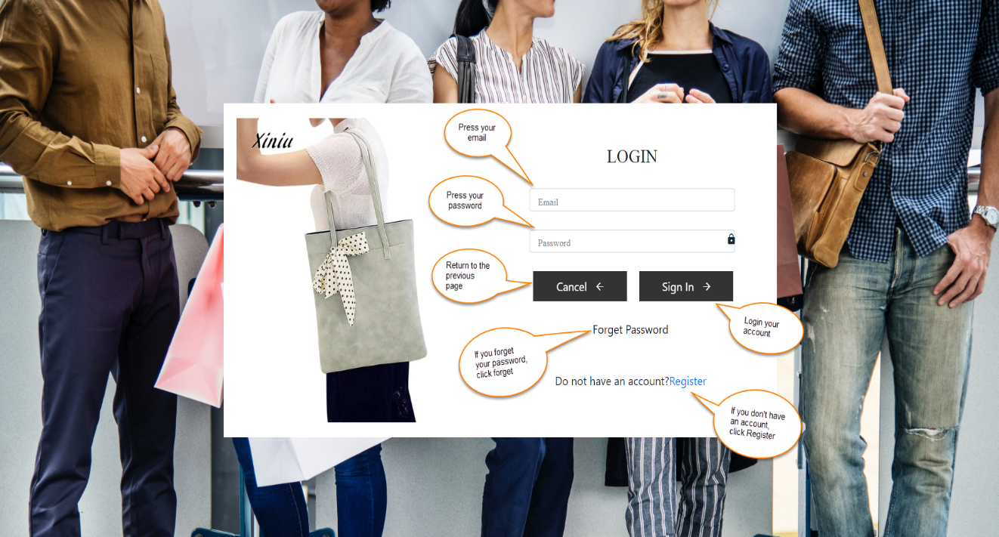 Xiniu
Press your
email
LOGIN
Email
Press your
password
Password
Return to the
previous
page
Cancel
Sign In
Login your
account
Forget Password
If you forget
your password,
click forget
Do not have an account?Register
If you don't have
an account,
click Register